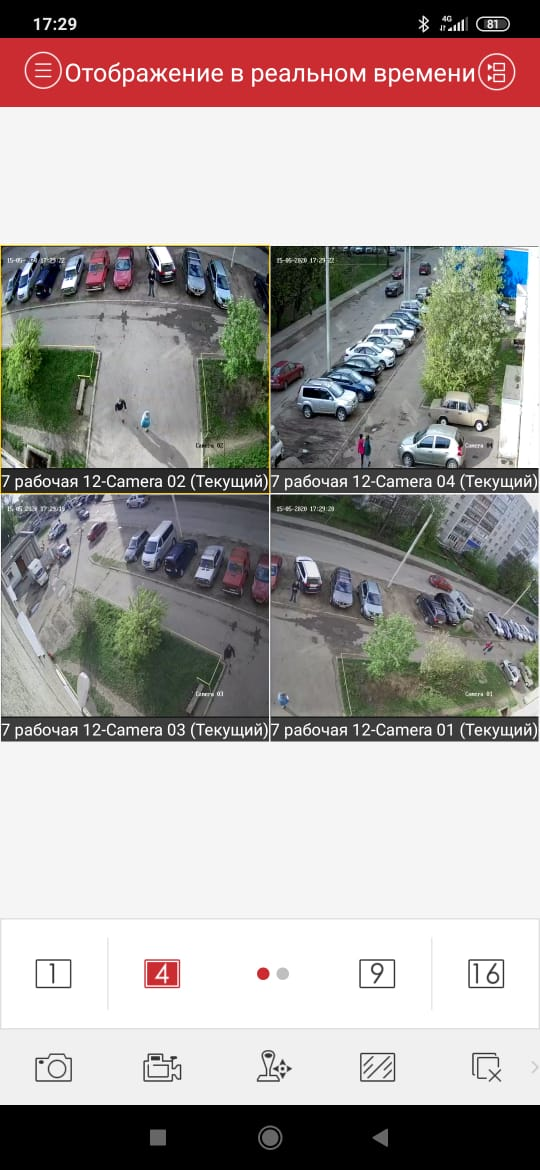 17:29
4G
81
Отображение в реальном времени
15-05-2020 17:29:22
Camera 02
7 рабочая 12-Camera 02 (Текущий)
15-05-2020 17:29:22
Camera 04
7 рабочая 12-Camera 04 (Текущий)
15-05-2020 17:29:19
Camera 03
7 рабочая 12-Camera 03 (Текущий)
15-05-2020 17:29:20
Camera 01
7 рабочая 12-Camera 01 (Текущий)
1
4
9
16